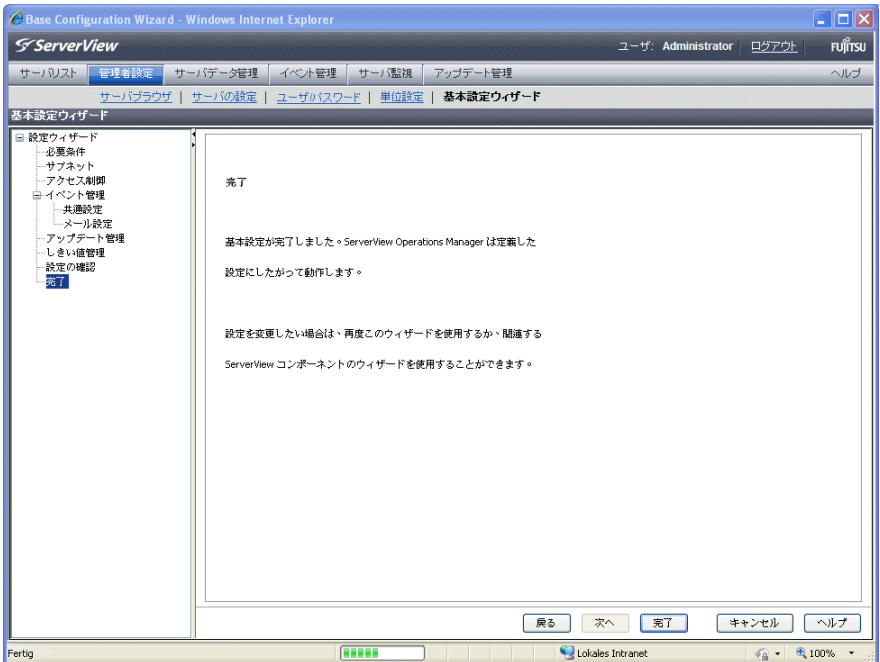 Base Configuration Wizard - Windows Internet Explorer
ServerView ユーザ: Administrator ログアウト FUJITSU
サーバリスト 管理者設定 サーバデータ管理 イベント管理 サーバ監視 アップデート管理 ヘルプ
サーバブラウザ | サーバの設定 | ユーザ/パスワード | 単位設定 | 基本設定ウィザード
基本設定ウィザード
設定ウィザード
必要条件
サブネット
アクセス制御
イベント管理
共通設定
メール設定
アップデート管理
しきい値管理
設定の確認
完了
完了
基本設定が完了しました。ServerView Operations Manager は定義した
設定にしたがって動作します。
設定を変更したい場合は、再度このウィザードを使用するか、関連する
ServerView コンポーネントのウィザードを使用することができます。
戻る 次へ 完了 キャンセル ヘルプ
Fertig Lokales Intranet 100%